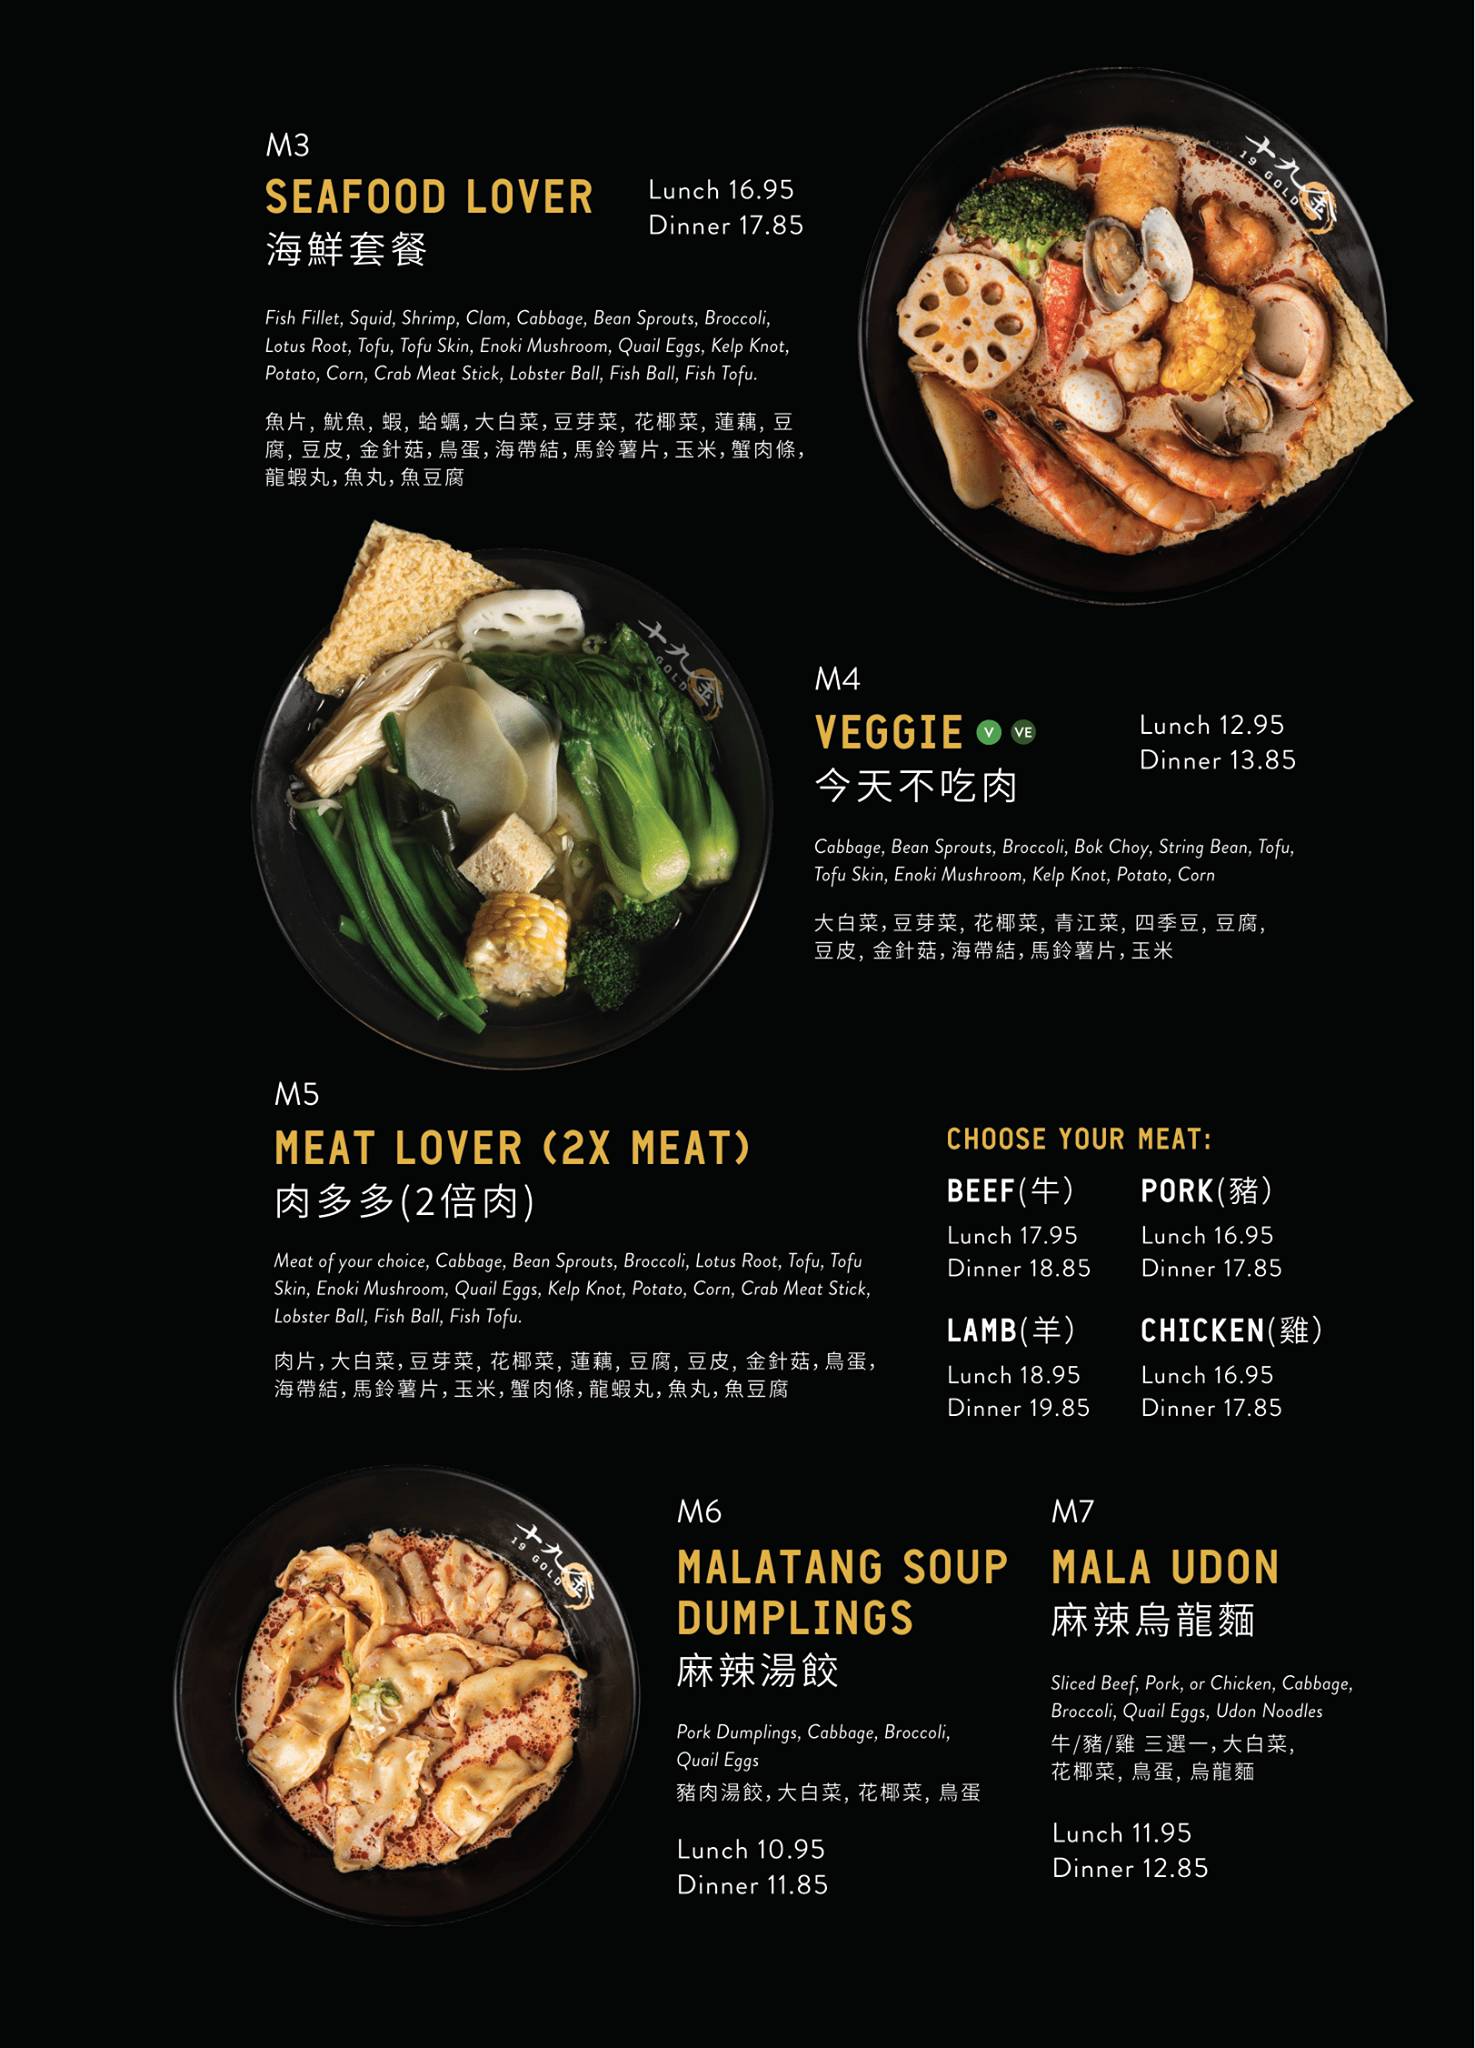 M3
SEAFOOD LOVER
海鮮套餐
Lunch 16.95
Dinner 17.85
Fish Fillet, Squid, Shrimp, Clam, Cabbage, Bean Sprouts, Broccoli,
Lotus Root, Tofu, Tofu Skin, Enoki Mushroom, Quail Eggs, Kelp Knot,
Potato, Corn, Crab Meat Stick, Lobster Ball, Fish Ball, Fish Tofu.
魚片, 魷魚, 蝦, 蛤蠣, 大白菜, 豆芽菜, 花椰菜, 蓮藕, 豆
腐, 豆皮, 金針菇, 鳥蛋, 海帶結, 馬鈴薯片, 玉米, 蟹肉條,
龍蝦丸, 魚丸, 魚豆腐
十九金
19 GOLD
十九金
GOLD
M4
VEGGIE V VE
今天不吃肉
Lunch 12.95
Dinner 13.85
Cabbage, Bean Sprouts, Broccoli, Bok Choy, String Bean, Tofu,
Tofu Skin, Enoki Mushroom, Kelp Knot, Potato, Corn
大白菜, 豆芽菜, 花椰菜, 青江菜, 四季豆, 豆腐,
豆皮, 金針菇, 海帶結, 馬鈴薯片, 玉米
M5
MEAT LOVER (2X MEAT)
肉多多(2倍肉)
Meat of your choice, Cabbage, Bean Sprouts, Broccoli, Lotus Root, Tofu, Tofu
Skin, Enoki Mushroom, Quail Eggs, Kelp Knot, Potato, Corn, Crab Meat Stick,
Lobster Ball, Fish Ball, Fish Tofu.
肉片, 大白菜, 豆芽菜, 花椰菜, 蓮藕, 豆腐, 豆皮, 金針菇, 鳥蛋,
海帶結, 馬鈴薯片, 玉米, 蟹肉條, 龍蝦丸, 魚丸, 魚豆腐
CHOOSE YOUR MEAT:
BEEF(牛)
Lunch 17.95
Dinner 18.85
PORK(豬)
Lunch 16.95
Dinner 17.85
LAMB(羊)
Lunch 18.95
Dinner 19.85
CHICKEN(雞)
Lunch 16.95
Dinner 17.85
十九金
19 GOLD
M6
MALATANG SOUP
DUMPLINGS
麻辣湯餃
Pork Dumplings, Cabbage, Broccoli,
Quail Eggs
豬肉湯餃, 大白菜, 花椰菜, 鳥蛋
Lunch 10.95
Dinner 11.85
M7
MALA UDON
麻辣烏龍麵
Sliced Beef, Pork, or Chicken, Cabbage,
Broccoli, Quail Eggs, Udon Noodles
牛/豬/雞 三選一, 大白菜,
花椰菜, 鳥蛋, 烏龍麵
Lunch 11.95
Dinner 12.85